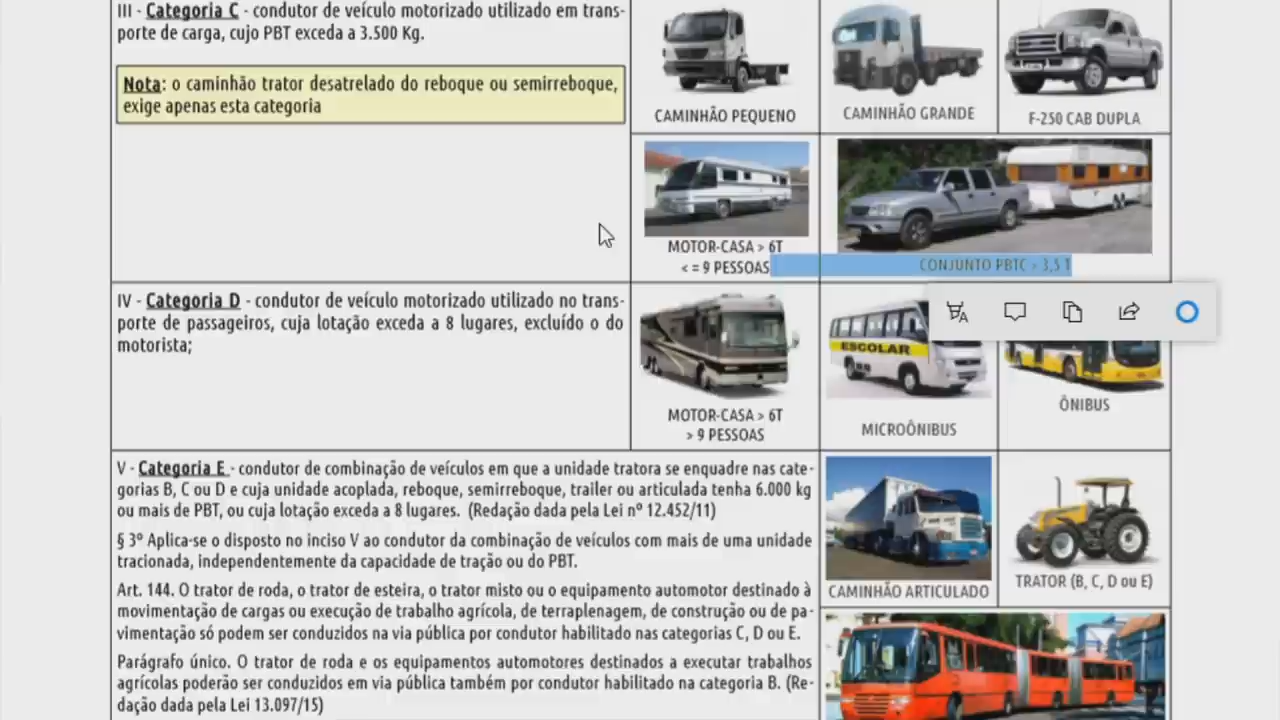 III - Categoria C - condutor de veículo motorizado utilizado em trans-
porte de carga, cujo PBT exceda a 3.500 Kg.
Nota: o caminhão trator desatrelado do reboque ou semirreboque,
exige apenas esta categoria
CAMINHÃO PEQUENO
CAMINHÃO GRANDE
F-250 CAB DUPLA
MOTOR-CASA > 6T
< = 9 PESSOAS
CONJUNTO PBTC > 3,5 T
IV - Categoria D - condutor de veículo motorizado utilizado no trans-
porte de passageiros, cuja lotação exceda a 8 lugares, excluído o do
motorista;
MOTOR-CASA > 6T
> 9 PESSOAS
ESCOLAR
MICROÔNIBUS
ÔNIBUS
V - Categoria E - condutor de combinação de veículos em que a unidade tratora se enquadre nas cate-
gorias B, C ou D e cuja unidade acoplada, reboque, semirreboque, trailer ou articulada tenha 6.000 kg
ou mais de PBT, ou cuja lotação exceda a 8 lugares. (Redação dada pela Lei nº 12.452/11)
§ 3º Aplica-se o disposto no inciso V ao condutor da combinação de veículos com mais de uma unidade
tracionada, independentemente da capacidade de tração ou do PBT.
Art. 144. O trator de roda, o trator de esteira, o trator misto ou o equipamento automotor destinado à
movimentação de cargas ou execução de trabalho agrícola, de terraplenagem, de construção ou de pa-
vimentação só podem ser conduzidos na via pública por condutor habilitado nas categorias C, D ou E.
Parágrafo único. O trator de roda e os equipamentos automotores destinados a executar trabalhos
agrícolas poderão ser conduzidos em via pública também por condutor habilitado na categoria B. (Re-
dação dada pela Lei 13.097/15)
CAMINHÃO ARTICULADO
TRATOR (B, C, D ou E)